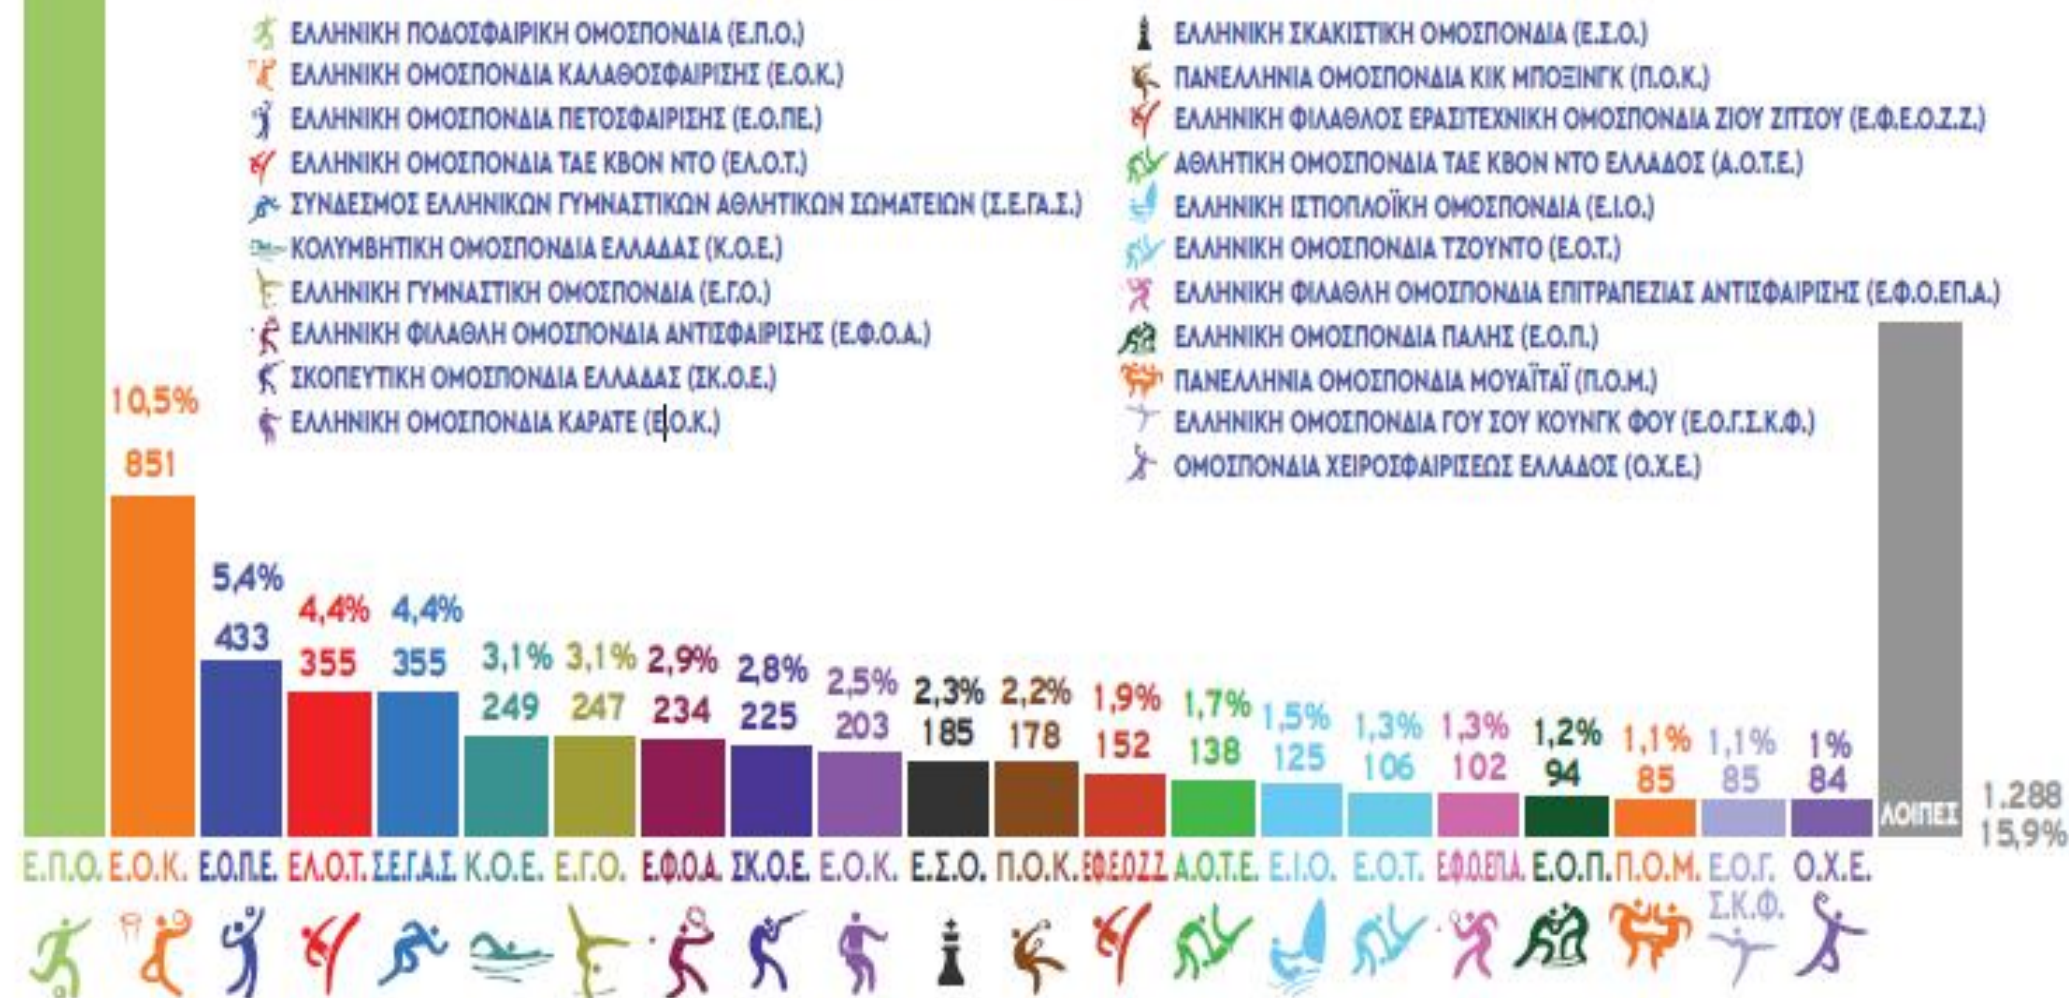 ΕΛΛΗΝΙΚΗ ΠΟΔΟΣΦΑΙΡΙΚΗ ΟΜΟΣΠΟΝΔΙΑ (Ε.Π.Ο.)
ΕΛΛΗΝΙΚΗ ΟΜΟΣΠΟΝΔΙΑ ΚΑΛΑΘΟΣΦΑΙΡΙΣΗΣ (Ε.Ο.Κ.)
ΕΛΛΗΝΙΚΗ ΟΜΟΣΠΟΝΔΙΑ ΠΕΤΟΣΦΑΙΡΙΣΗΣ (Ε.Ο.ΠΕ.)
ΕΛΛΗΝΙΚΗ ΟΜΟΣΠΟΝΔΙΑ ΤΑΕ ΚΒΟΝ ΝΤΟ (ΕΛ.Ο.Τ.)
ΣΥΝΔΕΣΜΟΣ ΕΛΛΗΝΙΚΩΝ ΓΥΜΝΑΣΤΙΚΩΝ ΑΘΛΗΤΙΚΩΝ ΣΩΜΑΤΕΙΩΝ (Σ.Ε.ΓΑ.Σ.)
ΚΟΛΥΜΒΗΤΙΚΗ ΟΜΟΣΠΟΝΔΙΑ ΕΛΛΑΔΑΣ (Κ.Ο.Ε.)
ΕΛΛΗΝΙΚΗ ΓΥΜΝΑΣΤΙΚΗ ΟΜΟΣΠΟΝΔΙΑ (Ε.Γ.Ο.)
ΕΛΛΗΝΙΚΗ ΦΙΛΑΘΛΗ ΟΜΟΣΠΟΝΔΙΑ ΑΝΤΙΣΦΑΙΡΙΣΗΣ (Ε.Φ.Ο.Α.)
ΣΚΟΠΕΥΤΙΚΗ ΟΜΟΣΠΟΝΔΙΑ ΕΛΛΑΔΑΣ (ΣΚ.Ο.Ε.)
ΕΛΛΗΝΙΚΗ ΟΜΟΣΠΟΝΔΙΑ ΚΑΡΑΤΕ (Ε.Ο.Κ.)
ΕΛΛΗΝΙΚΗ ΣΚΑΚΙΣΤΙΚΗ ΟΜΟΣΠΟΝΔΙΑ (Ε.Σ.Ο.)
ΠΑΝΕΛΛΗΝΙΑ ΟΜΟΣΠΟΝΔΙΑ ΚΙΚ ΜΠΟΞΙΝΓΚ (Π.Ο.Κ.)
ΕΛΛΗΝΙΚΗ ΦΙΛΑΘΛΟΣ ΕΡΑΣΙΤΕΧΝΙΚΗ ΟΜΟΣΠΟΝΔΙΑ ΖΙΟΥ ΖΙΤΣΟΥ (Ε.Φ.Ε.Ο.Ζ.Ζ.)
ΑΘΛΗΤΙΚΗ ΟΜΟΣΠΟΝΔΙΑ ΤΑΕ ΚΒΟΝ ΝΤΟ ΕΛΛΑΔΟΣ (Α.Ο.Τ.Ε.)
ΕΛΛΗΝΙΚΗ ΙΣΤΙΟΠΛΟΪΚΗ ΟΜΟΣΠΟΝΔΙΑ (Ε.Ι.Ο.)
ΕΛΛΗΝΙΚΗ ΟΜΟΣΠΟΝΔΙΑ ΤΖΟΥΝΤΟ (Ε.Ο.Τ.)
ΕΛΛΗΝΙΚΗ ΦΙΛΑΘΛΗ ΟΜΟΣΠΟΝΔΙΑ ΕΠΙΤΡΑΠΕΖΙΑΣ ΑΝΤΙΣΦΑΙΡΙΣΗΣ (Ε.Φ.Ο.ΕΠ.Α.)
ΕΛΛΗΝΙΚΗ ΟΜΟΣΠΟΝΔΙΑ ΠΑΛΗΣ (Ε.Ο.Π.)
ΠΑΝΕΛΛΗΝΙΑ ΟΜΟΣΠΟΝΔΙΑ ΜΟΥΑΪΤΑΪ (Π.Ο.Μ.)
ΕΛΛΗΝΙΚΗ ΟΜΟΣΠΟΝΔΙΑ ΓΟΥ ΣΟΥ ΚΟΥΝΓΚ ΦΟΥ (Ε.Ο.Γ.Σ.Κ.Φ.)
ΟΜΟΣΠΟΝΔΙΑ ΧΕΙΡΟΣΦΑΙΡΙΣΕΩΣ ΕΛΛΑΔΟΣ (Ο.Χ.Ε.)
10,5% 5,4% 4,4% 4,4% 3,1% 3,1% 2,9% 2,8% 2,5% 2,3% 2,2% 1,9% 1,7% 1,5% 1,3% 1,3% 1,2% 1,1% 1,1% 1%
851 433 355 355 249 247 234 225 203 185 178 152 138 125 106 102 94 85 85 84
ΛΟΙΠΕΣ
1.288
15,9%
Ε.Π.Ο. Ε.Ο.Κ. Ε.Ο.Π.Ε. ΕΛ.Ο.Τ. Σ.Ε.Γ.Α.Σ. Κ.Ο.Ε. Ε.Γ.Ο. Ε.Φ.Ο.Α. ΣΚ.Ο.Ε. Ε.Ο.Κ. Ε.Σ.Ο. Π.Ο.Κ. ΕΦ.Ε.Ο.Ζ.Ζ. Α.Ο.Τ.Ε. Ε.Ι.Ο. Ε.Ο.Τ. Ε.Φ.Ο.ΕΠ.Α. Ε.Ο.Π. Π.Ο.Μ. Ε.Ο.Γ. Ο.Χ.Ε.
Σ.Κ.Φ.